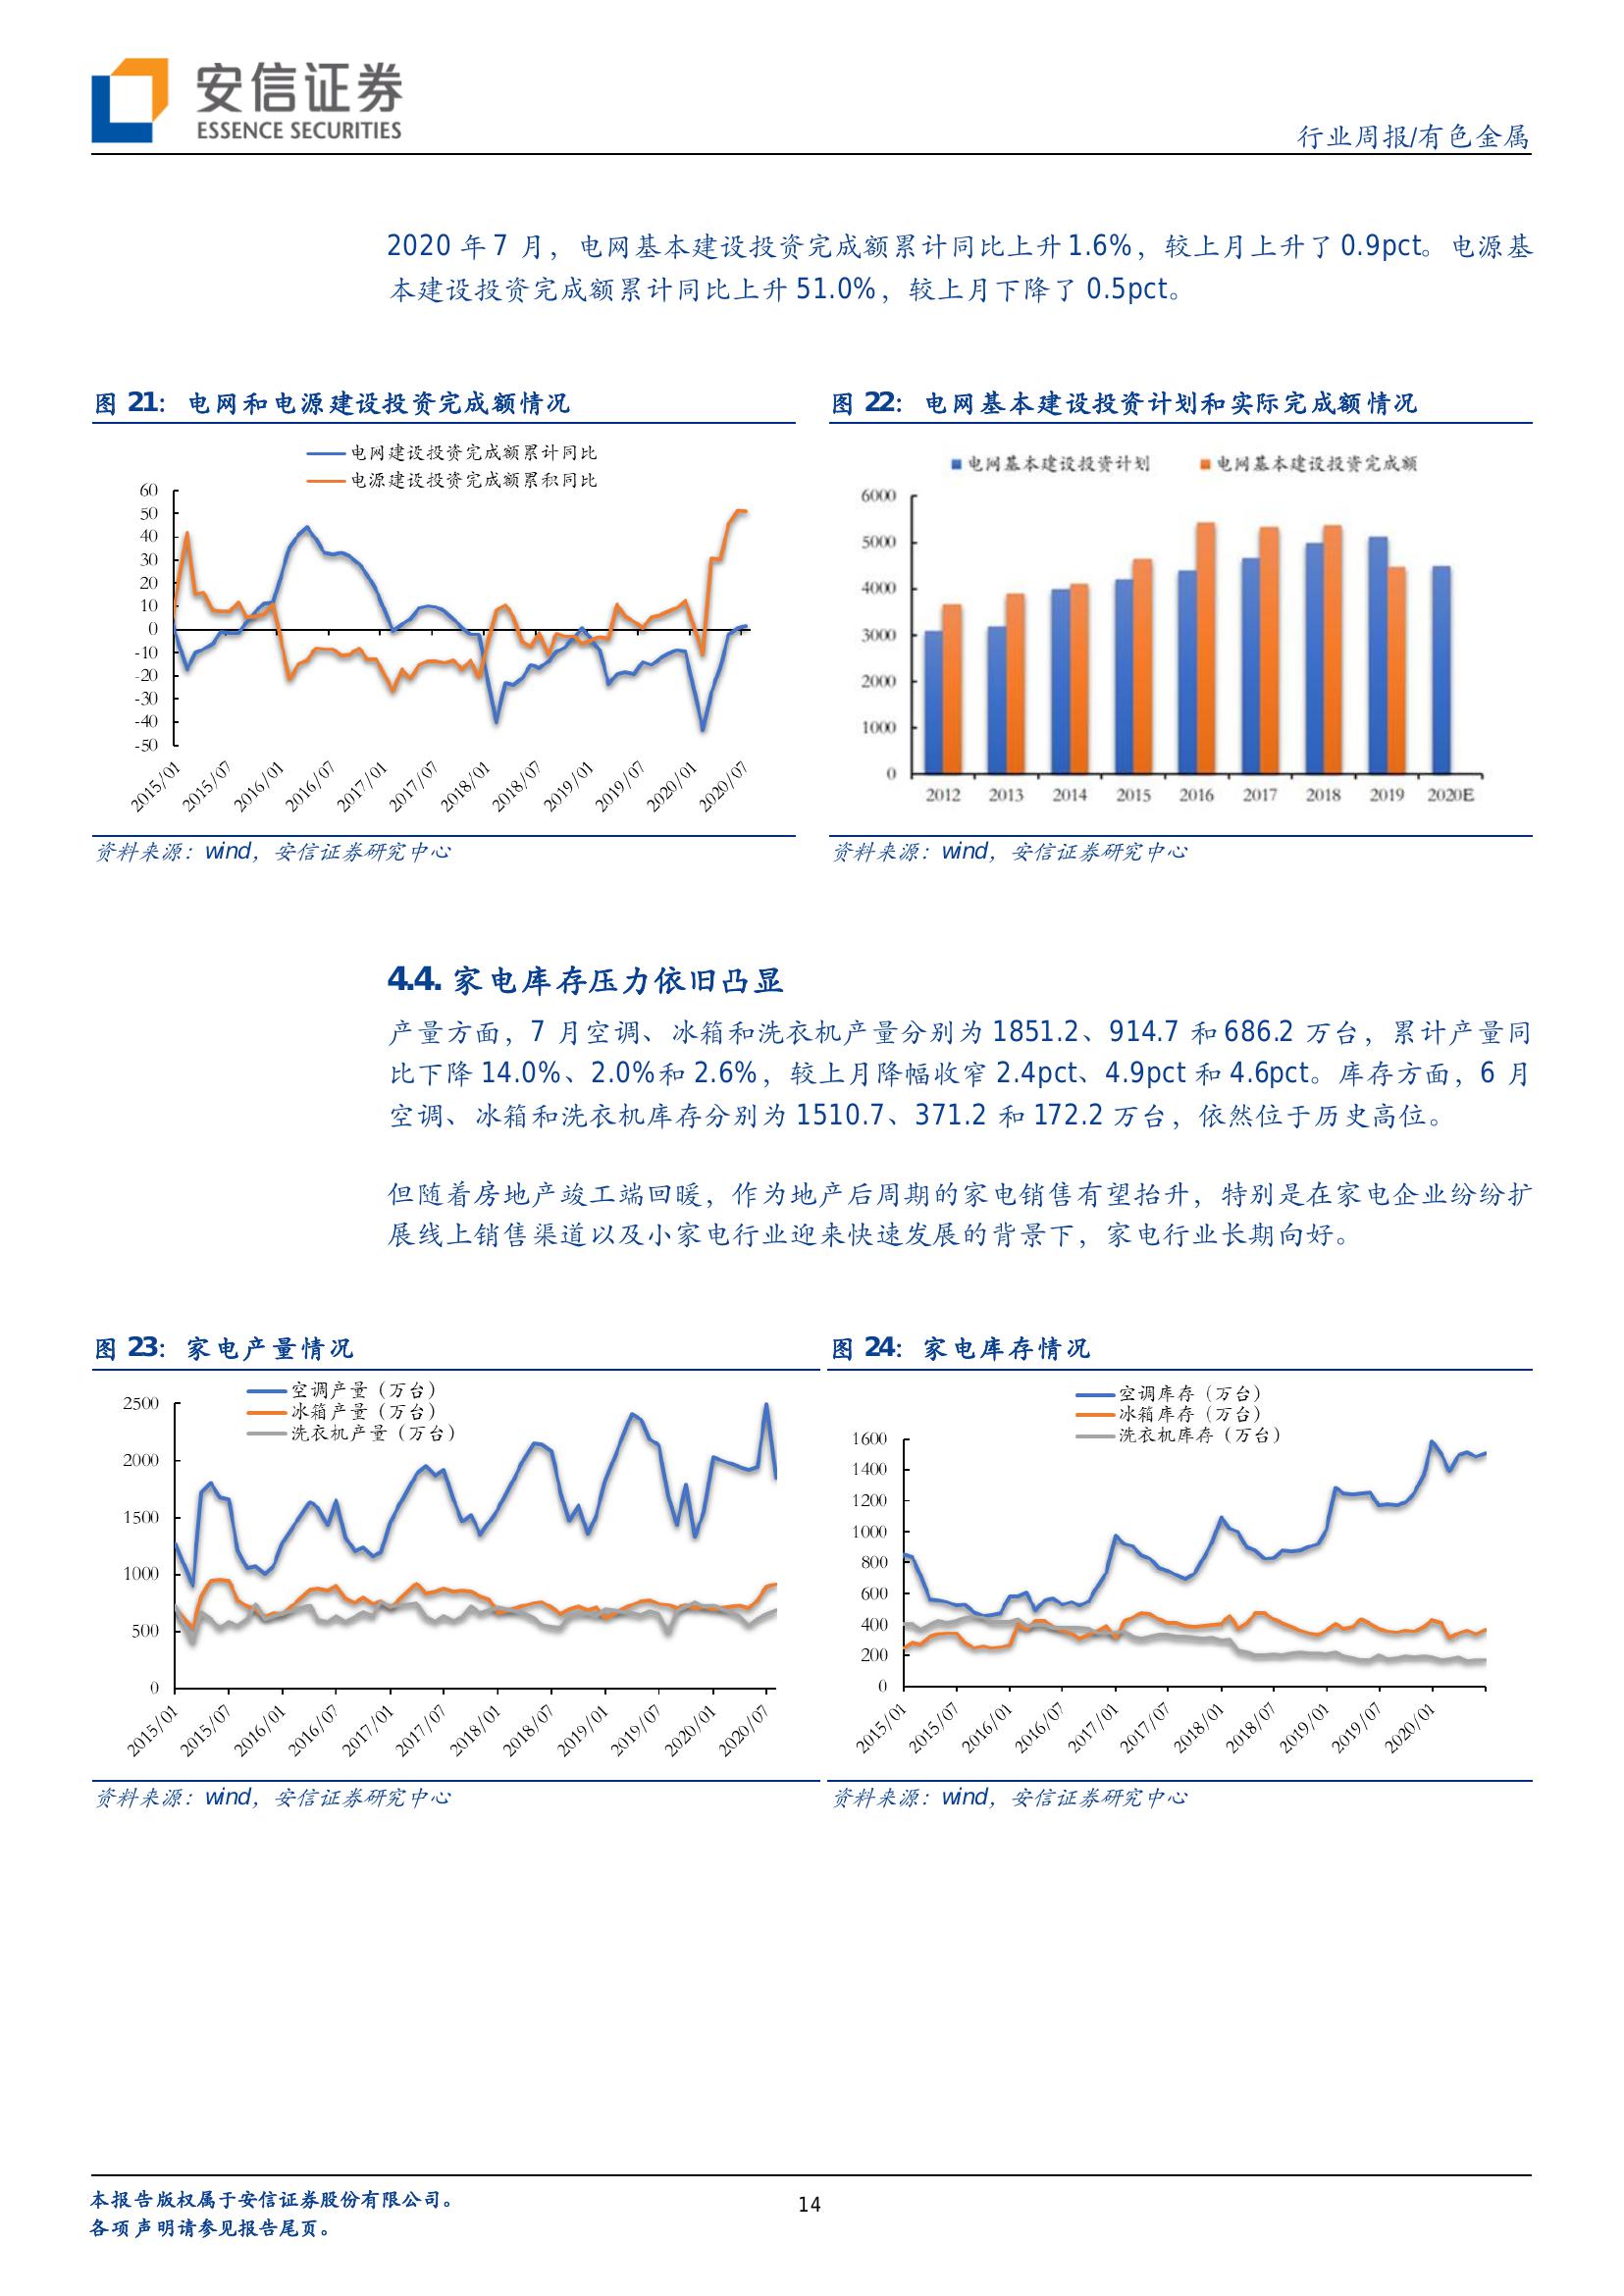 安信证券
ESSENCE SECURITIES
行业周报/有色金属
2020 年 7 月，电网基本建设投资完成额累计同比上升 1.6%，较上月上升了 0.9pct。电源基
本建设投资完成额累计同比上升 51.0%，较上月下降了 0.5pct。
图 21：电网和电源建设投资完成额情况
电网建设投资完成额累计同比
电源建设投资完成额累积同比
60
50
40
30
20
10
0
-10
-20
-30
-40
-50
2015/01
2015/07
2016/01
2016/07
2017/01
2017/07
2018/01
2018/07
2019/01
2019/07
2020/01
2020/07
资料来源：wind，安信证券研究中心
图 22：电网基本建设投资计划和实际完成额情况
电网基本建设投资计划
电网基本建设投资完成额
6000
5000
4000
3000
2000
1000
0
2012
2013
2014
2015
2016
2017
2018
2019
2020E
资料来源：wind，安信证券研究中心
4.4. 家电库存压力依旧凸显
产量方面，7 月空调、冰箱和洗衣机产量分别为 1851.2、914.7 和 686.2 万台，累计产量同
比下降 14.0%、2.0%和 2.6%，较上月降幅收窄 2.4pct、4.9pct 和 4.6pct。库存方面，6 月
空调、冰箱和洗衣机库存分别为 1510.7、371.2 和 172.2 万台，依然位于历史高位。
但随着房地产竣工端回暖，作为地产后周期的家电销售有望抬升，特别是在家电企业纷纷扩
展线上销售渠道以及小家电行业迎来快速发展的背景下，家电行业长期向好。
图 23：家电产量情况
空调产量（万台）
冰箱产量（万台）
洗衣机产量（万台）
2500
2000
1500
1000
500
0
2015/01
2015/07
2016/01
2016/07
2017/01
2017/07
2018/01
2018/07
2019/01
2019/07
2020/01
2020/07
资料来源：wind，安信证券研究中心
图 24：家电库存情况
空调库存（万台）
冰箱库存（万台）
洗衣机库存（万台）
1600
1400
1200
1000
800
600
400
200
0
2015/01
2015/07
2016/01
2016/07
2017/01
2017/07
2018/01
2018/07
2019/01
2019/07
2020/01
资料来源：wind，安信证券研究中心
本报告版权属于安信证券股份有限公司。
各项声明请参见报告尾页。
14